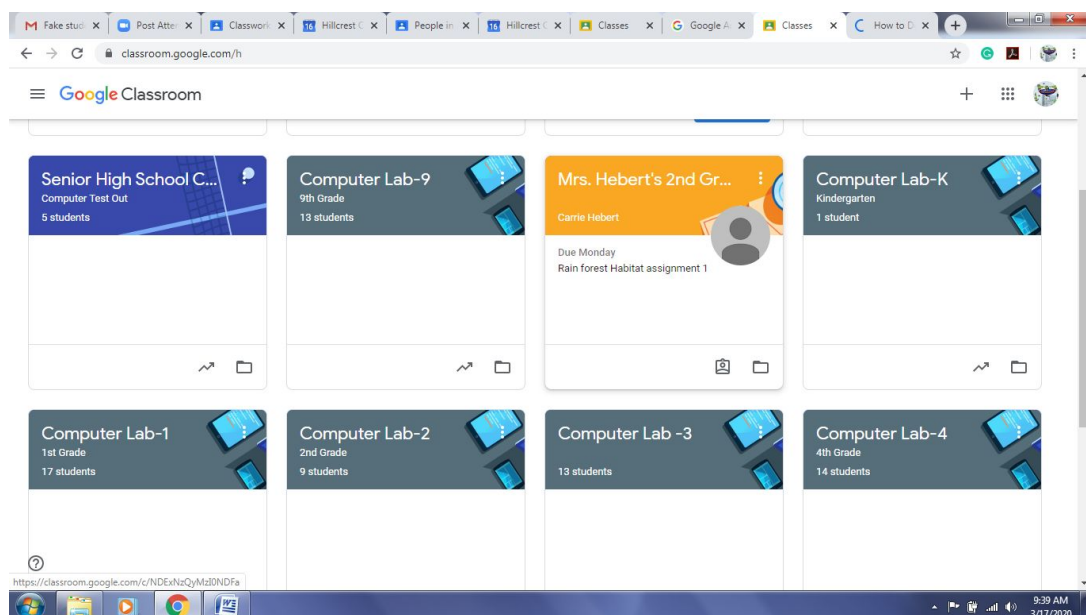 Fake stud
Post Atter
Classwork
16 Hillcrest C
People in
16 Hillcrest C
Classes
Google A
Classes
How to D
classroom.google.com/h
Google Classroom
Senior High School C...
Computer Test Out
5 students
Computer Lab-9
9th Grade
13 students
Mrs. Hebert's 2nd Gr...
Carrie Hebert
Due Monday
Rain forest Habitat assignment 1
Computer Lab-K
Kindergarten
1 student
Computer Lab-1
1st Grade
17 students
Computer Lab-2
2nd Grade
9 students
Computer Lab -3
13 students
Computer Lab-4
4th Grade
14 students
https://classroom.google.com/c/NDExNzQyMzI0NDFa
9:39 AM
3/17/2020